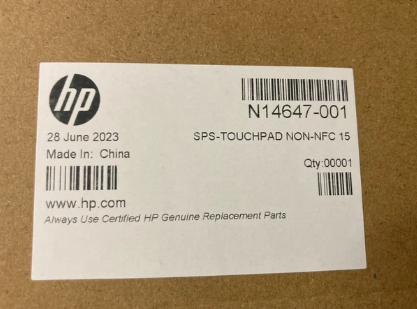 hp
N14647-001
28 June 2023
SPS-TOUCHPAD NON-NFC 15
Made In: China
Qty:00001
www.hp.com
Always Use Certified HP Genuine Replacement Parts